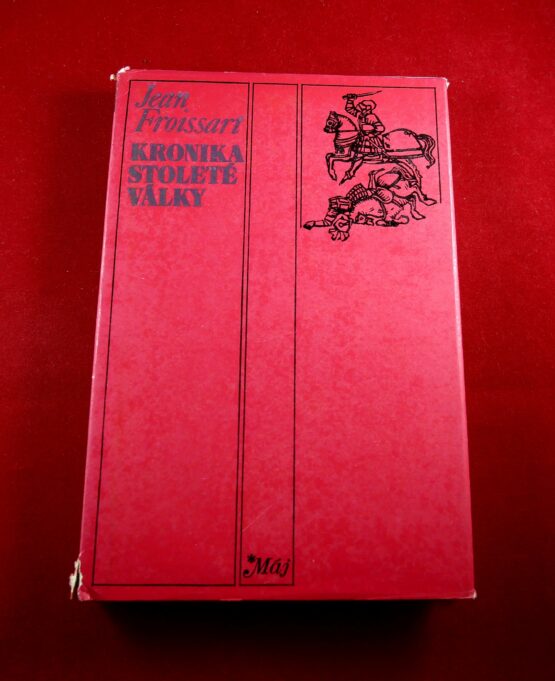 Jean
Froissart
KRONIKA
STOLETÉ
VÁLKY
*Máj